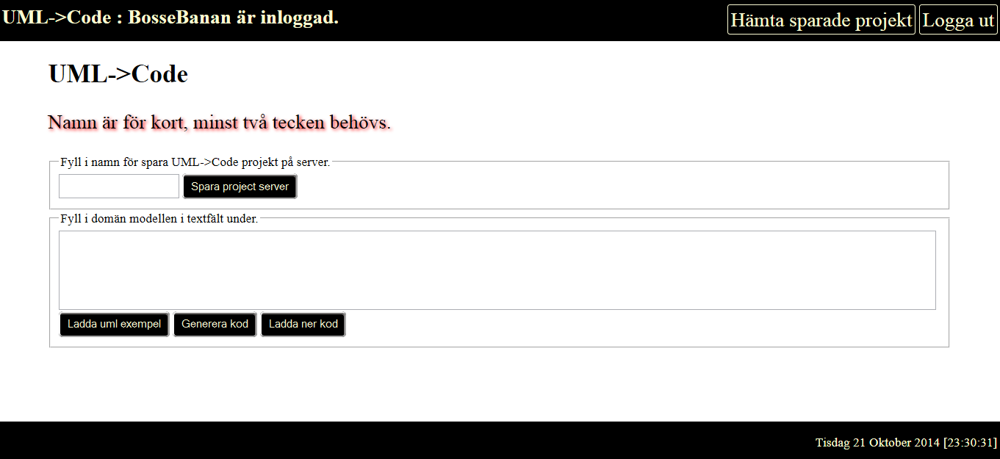 UML->Code : BosseBanan är inloggad.
Hämta sparade projekt
Logga ut
UML->Code
Namn är för kort, minst två tecken behövs.
Fyll i namn för spara UML->Code projekt på server.
Spara project server
Fyll i domän modellen i textfält under.
Ladda uml exempel
Generera kod
Ladda ner kod
Tisdag 21 Oktober 2014 [23:30:31]